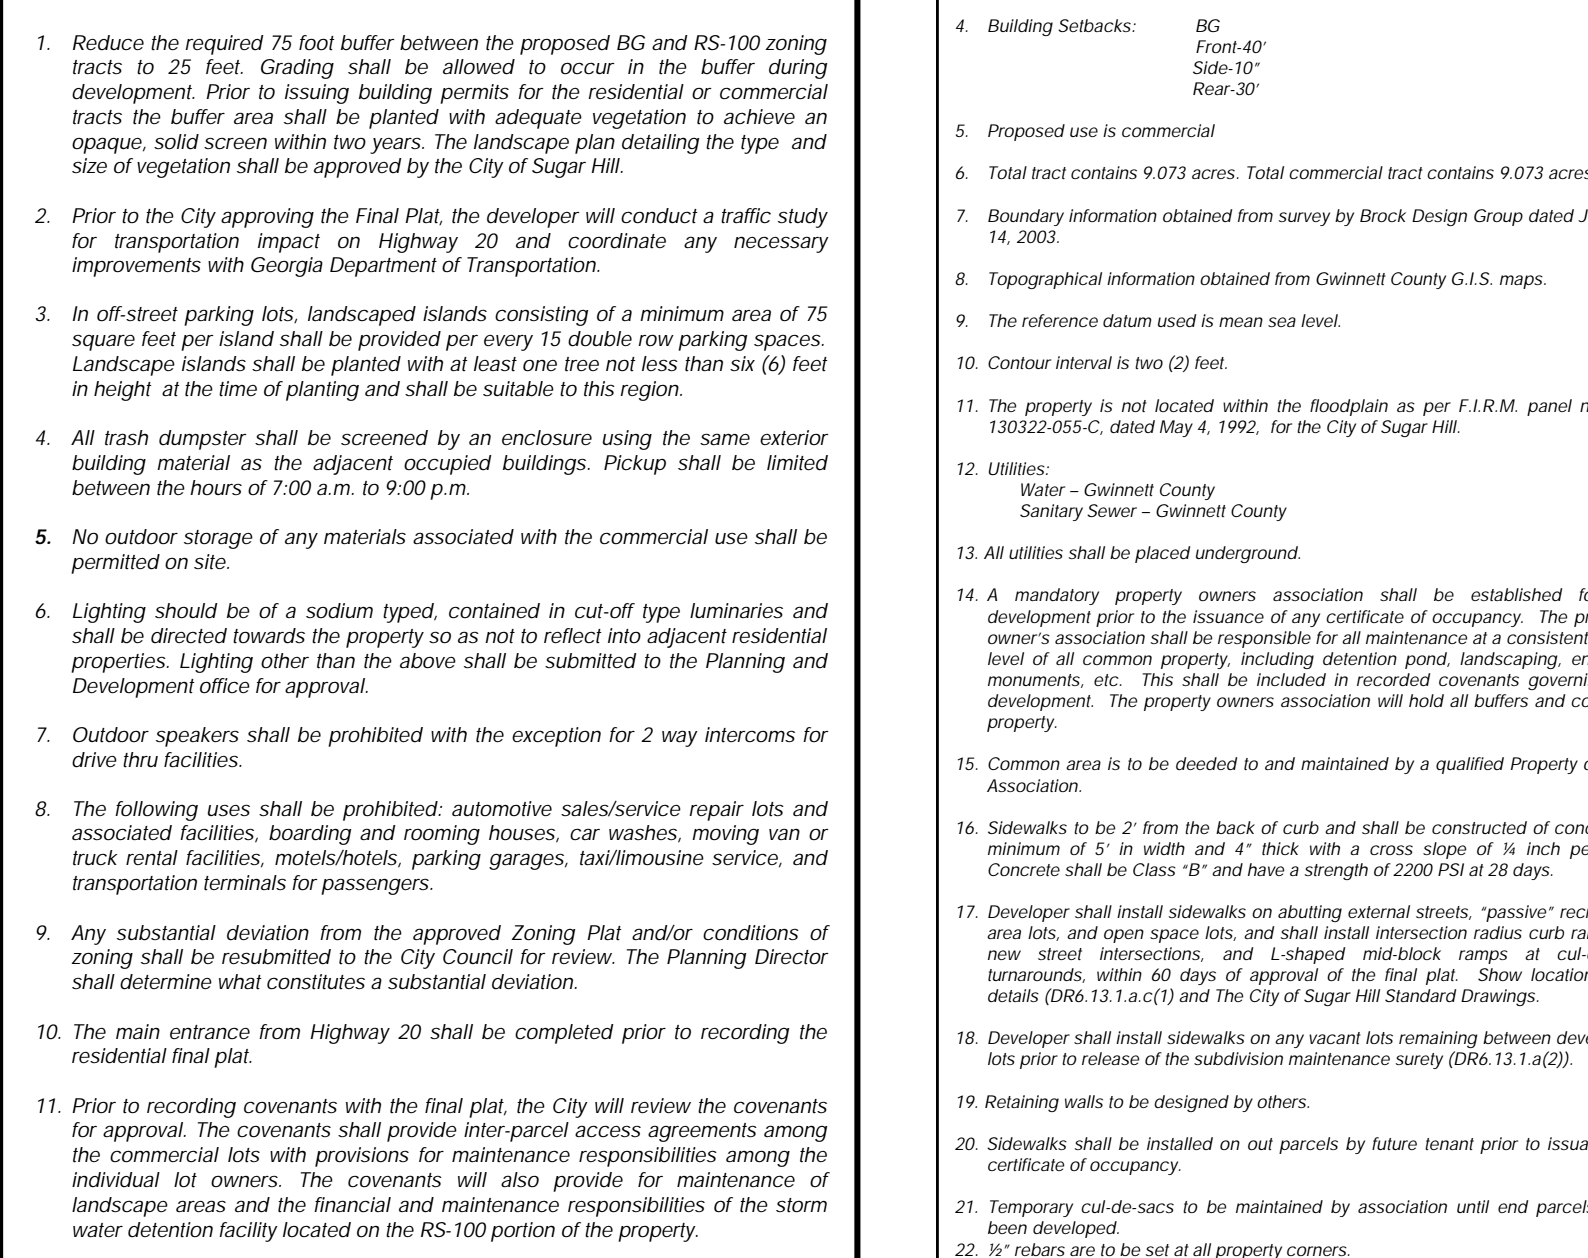 1. Reduce the required 75 foot buffer between the proposed BG and RS-100 zoning
tracts to 25 feet. Grading shall be allowed to occur in the buffer during
development. Prior to issuing building permits for the residential or commercial
tracts the buffer area shall be planted with adequate vegetation to achieve an
opaque, solid screen within two years. The landscape plan detailing the type and
size of vegetation shall be approved by the City of Sugar Hill.
2. Prior to the City approving the Final Plat, the developer will conduct a traffic study
for transportation impact on Highway 20 and coordinate any necessary
improvements with Georgia Department of Transportation.
3. In off-street parking lots, landscaped islands consisting of a minimum area of 75
square feet per island shall be provided per every 15 double row parking spaces.
Landscape islands shall be planted with at least one tree not less than six (6) feet
in height at the time of planting and shall be suitable to this region.
4. All trash dumpster shall be screened by an enclosure using the same exterior
building material as the adjacent occupied buildings. Pickup shall be limited
between the hours of 7:00 a.m. to 9:00 p.m.
5. No outdoor storage of any materials associated with the commercial use shall be
permitted on site.
6. Lighting should be of a sodium typed, contained in cut-off type luminaries and
shall be directed towards the property so as not to reflect into adjacent residential
properties. Lighting other than the above shall be submitted to the Planning and
Development office for approval.
7. Outdoor speakers shall be prohibited with the exception for 2 way intercoms for
drive thru facilities.
8. The following uses shall be prohibited: automotive sales/service repair lots and
associated facilities, boarding and rooming houses, car washes, moving van or
truck rental facilities, motels/hotels, parking garages, taxi/limousine service, and
transportation terminals for passengers.
9. Any substantial deviation from the approved Zoning Plat and/or conditions of
zoning shall be resubmitted to the City Council for review. The Planning Director
shall determine what constitutes a substantial deviation.
10. The main entrance from Highway 20 shall be completed prior to recording the
residential final plat.
11. Prior to recording covenants with the final plat, the City will review the covenants
for approval. The covenants shall provide inter-parcel access agreements among
the commercial lots with provisions for maintenance responsibilities among the
individual lot owners. The covenants will also provide for maintenance of
landscape areas and the financial and maintenance responsibilities of the storm
water detention facility located on the RS-100 portion of the property.
4. Building Setbacks: BG
Front-40'
Side-10"
Rear-30'
5. Proposed use is commercial
6. Total tract contains 9.073 acres. Total commercial tract contains 9.073 acres
7. Boundary information obtained from survey by Brock Design Group dated
14, 2003.
8. Topographical information obtained from Gwinnett County G.I.S. maps.
9. The reference datum used is mean sea level.
10. Contour interval is two (2) feet.
11. The property is not located within the floodplain as per F.I.R.M. panel
130322-055-C, dated May 4, 1992, for the City of Sugar Hill.
12. Utilities:
Water – Gwinnett County
Sanitary Sewer – Gwinnett County
13. All utilities shall be placed underground.
14. A mandatory property owners association shall be established
development prior to the issuance of any certificate of occupancy. The
owner's association shall be responsible for all maintenance at a consistent
level of all common property, including detention pond, landscaping,
monuments, etc. This shall be included in recorded covenants
development. The property owners association will hold all buffers and
property.
15. Common area is to be deeded to and maintained by a qualified Property
Association.
16. Sidewalks to be 2' from the back of curb and shall be constructed of
minimum of 5' in width and 4" thick with a cross slope of ¼ inch
Concrete shall be Class "B" and have a strength of 2200 PSI at 28 days.
17. Developer shall install sidewalks on abutting external streets, "passive"
area lots, and open space lots, and shall install intersection radius curb
new street intersections, and L-shaped mid-block ramps at
turnarounds, within 60 days of approval of the final plat. Show
details (DR6.13.1.a.c(1) and The City of Sugar Hill Standard Drawings.
18. Developer shall install sidewalks on any vacant lots remaining between
lots prior to release of the subdivision maintenance surety (DR6.13.1.a(2)).
19. Retaining walls to be designed by others.
20. Sidewalks shall be installed on out parcels by future tenant prior to
certificate of occupancy.
21. Temporary cul-de-sacs to be maintained by association until end parcels
been developed.
22. ½" rebars are to be set at all property corners.